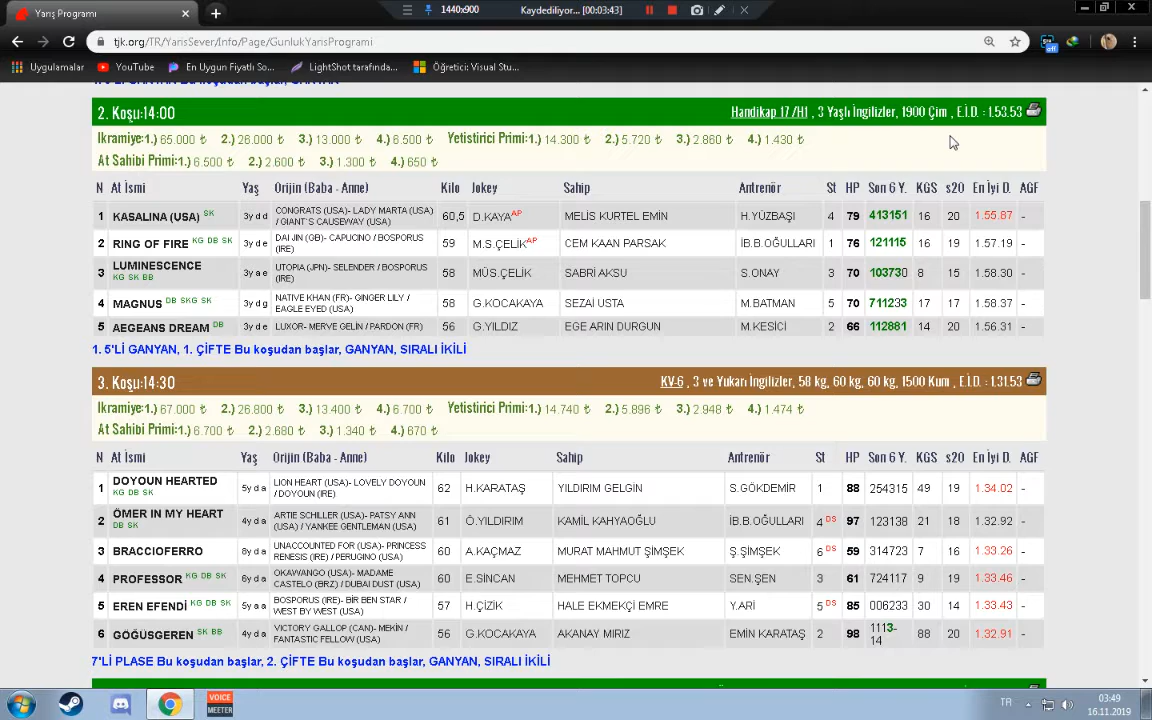 Yarış Programı
1440x900
Kaydediliyor... [00:03:43]
tjk.org/TR/YarisSever/Info/Page/GunlukYarisProgrami
Uygulamalar YouTube En Uygun Fiyatlı So... LightShot tarafında... Öğretici: Visual Stu...
2. Koşu:14:00 Handikap 17 /H1 , 3 Yaşlı İngilizler, 1900 Çim , E.İ.D. : 1.53.53
İkramiye:1.) 65.000 ₺ 2.) 26.000 ₺ 3.) 13.000 ₺ 4.) 6.500 ₺ Yetiştirici Primi:1.) 14.300 ₺ 2.) 5.720 ₺ 3.) 2.860 ₺ 4.) 1.430 ₺
At Sahibi Primi:1.) 6.500 ₺ 2.) 2.600 ₺ 3.) 1.300 ₺ 4.) 650 ₺
N At İsmi Yaş Orijin (Baba - Anne) Kilo Jokey Sahip Antrenör St HP Son 6 Y. KGS s20 En İyi D. AGF
1 KASALINA (USA) SK 3y d d CONGRATS (USA)- LADY MARTA (USA) / GIANT`S CAUSEWAY (USA) 60,5 D.KAYA AP MELİS KURTEL EMİN H.YÜZBAŞI 4 79 413151 16 20 1.55.87 -
2 RING OF FIRE KG DB SK 3y d e DAI JIN (GB)- CAPUCINO / BOSPORUS (IRE) 59 M.S.ÇELİK AP CEM KAAN PARSAK İB.B.OĞULLARI 1 76 121115 16 19 1.57.19 -
3 LUMINESCENCE KG SK BB 3y a e UTOPIA (JPN)- SELENDER / BOSPORUS (IRE) 58 MÜS.ÇELİK SABRİ AKSU S.ONAY 3 70 103730 8 15 1.58.30 -
4 MAGNUS DB SKG SK 3y d g NATIVE KHAN (FR)- GINGER LILY / EAGLE EYED (USA) 58 G.KOCAKAYA SEZAİ USTA M.BATMAN 5 70 711233 17 17 1.58.37 -
5 AEGEANS DREAM DB 3y d e LUXOR- MERVE GELİN / PARDON (FR) 56 G.YILDIZ EGE ARIN DURGUN M.KESİCİ 2 66 112881 14 20 1.56.31 -
1. 5'Lİ GANYAN, 1. ÇİFTE Bu koşudan başlar, GANYAN, SIRALI İKİLİ
3. Koşu:14:30 KV-6 , 3 ve Yukarı İngilizler, 58 kg, 60 kg, 60 kg, 1500 Kum , E.İ.D. : 1.31.53
İkramiye:1.) 67.000 ₺ 2.) 26.800 ₺ 3.) 13.400 ₺ 4.) 6.700 ₺ Yetiştirici Primi:1.) 14.740 ₺ 2.) 5.896 ₺ 3.) 2.948 ₺ 4.) 1.474 ₺
At Sahibi Primi:1.) 6.700 ₺ 2.) 2.680 ₺ 3.) 1.340 ₺ 4.) 670 ₺
N At İsmi Yaş Orijin (Baba - Anne) Kilo Jokey Sahip Antrenör St HP Son 6 Y. KGS s20 En İyi D. AGF
1 DOYOUN HEARTED KG DB SK 5y d a LION HEART (USA)- LOVELY DOYOUN / DOYOUN (IRE) 62 H.KARATAŞ YILDIRIM GELGİN S.GÖKDEMİR 1 88 254315 49 19 1.34.02 -
2 ÖMER IN MY HEART DB SK 4y d a ARTIE SCHILLER (USA)- PATSY ANN (USA) / YANKEE GENTLEMAN (USA) 61 Ö.YILDIRIM KAMİL KAHYAOĞLU İB.B.OĞULLARI 4 DS 97 123138 21 18 1.32.92 -
3 BRACCIOFERRO 8y d a UNACCOUNTED FOR (USA)- PRINCESS RENESIS (IRE) / PERUGINO (USA) 60 A.KAÇMAZ MURAT MAHMUT ŞİMŞEK Ş.ŞİMŞEK 6 DS 59 314723 7 16 1.33.26 -
4 PROFESSOR KG DB SK 6y d a OKAWANGO (USA)- MADAME CASTELO (BRZ) / DUBAI DUST (USA) 60 E.SİNCAN MEHMET TOPCU SEN.ŞEN 3 61 724117 9 19 1.33.46 -
5 EREN EFENDİ KG DB SK 5y a a BOSPORUS (IRE)- BİR BEN STAR / WEST BY WEST (USA) 57 H.ÇİZİK HALE EKMEKÇİ EMRE Y.ARI 5 DS 85 006233 30 14 1.33.43 -
6 GÖĞÜSGEREN SK BB 4y d a VICTORY GALLOP (CAN)- MEKİN / FANTASTIC FELLOW (USA) 56 G.KOCAKAYA AKANAY MIRIZ EMİN KARATAŞ 2 98 1113-14 88 20 1.32.91 -
7'Lİ PLASE Bu koşudan başlar, 2. ÇİFTE Bu koşudan başlar, GANYAN, SIRALI İKİLİ
VOICE MEETER
TR 03:49
16.11.2019